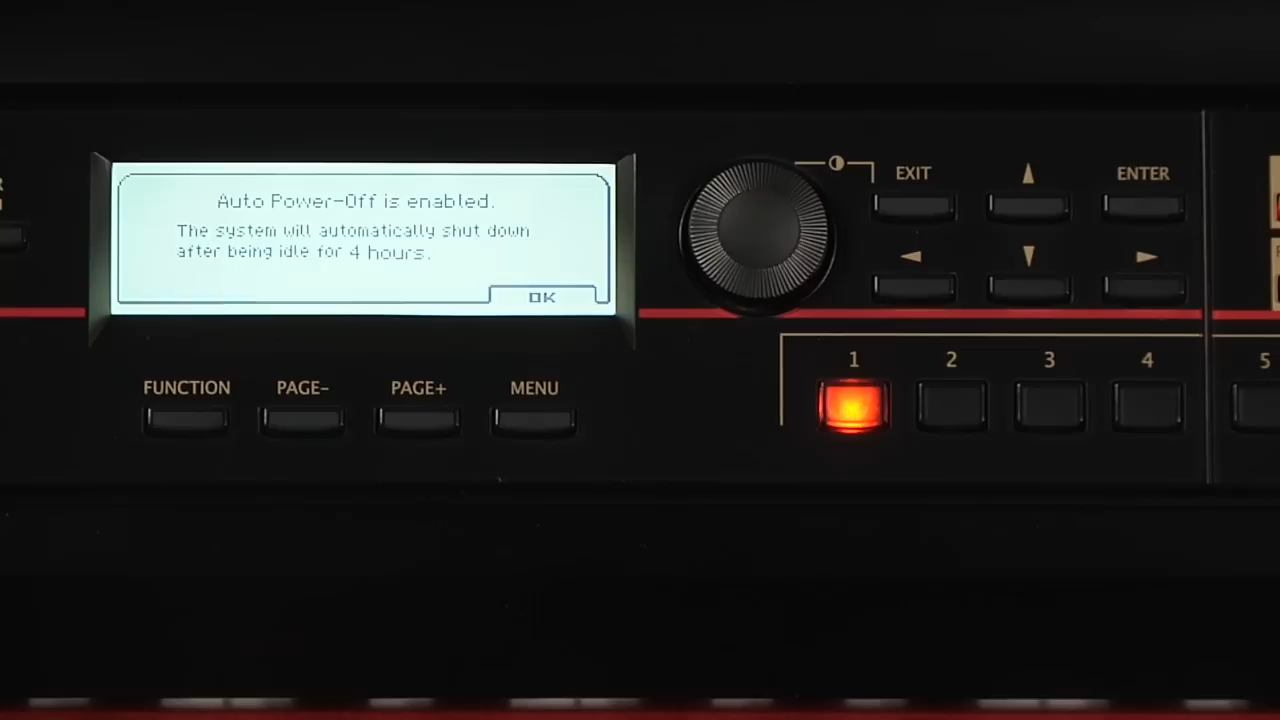 Auto Power-Off is enabled.
The system will automatically shut down
after being idle for 4 hours.
OK
EXIT
ENTER
FUNCTION
PAGE-
PAGE+
MENU
1
2
3
4
5